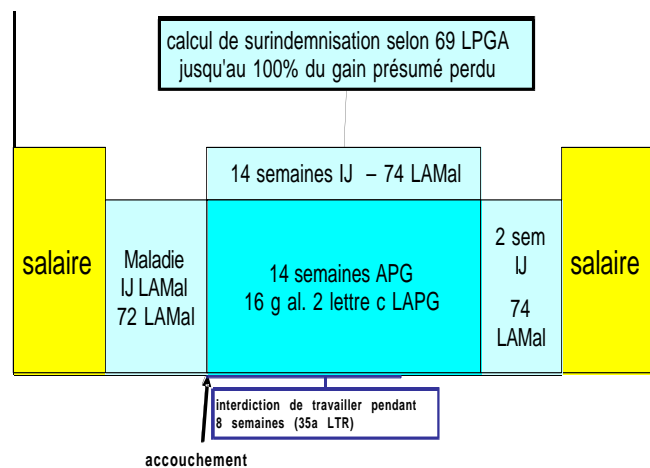 calcul de surindemnisation selon 69 LPGA
jusqu'au 100% du gain présumé perdu
14 semaines IJ – 74 LAMal
salaire
Maladie
IJ LAMal
72 LAMal
14 semaines APG
16 g al. 2 lettre c LAPG
2 sem
IJ
74
LAMal
salaire
interdiction de travailler pendant
8 semaines (35a LTR)
accouchement